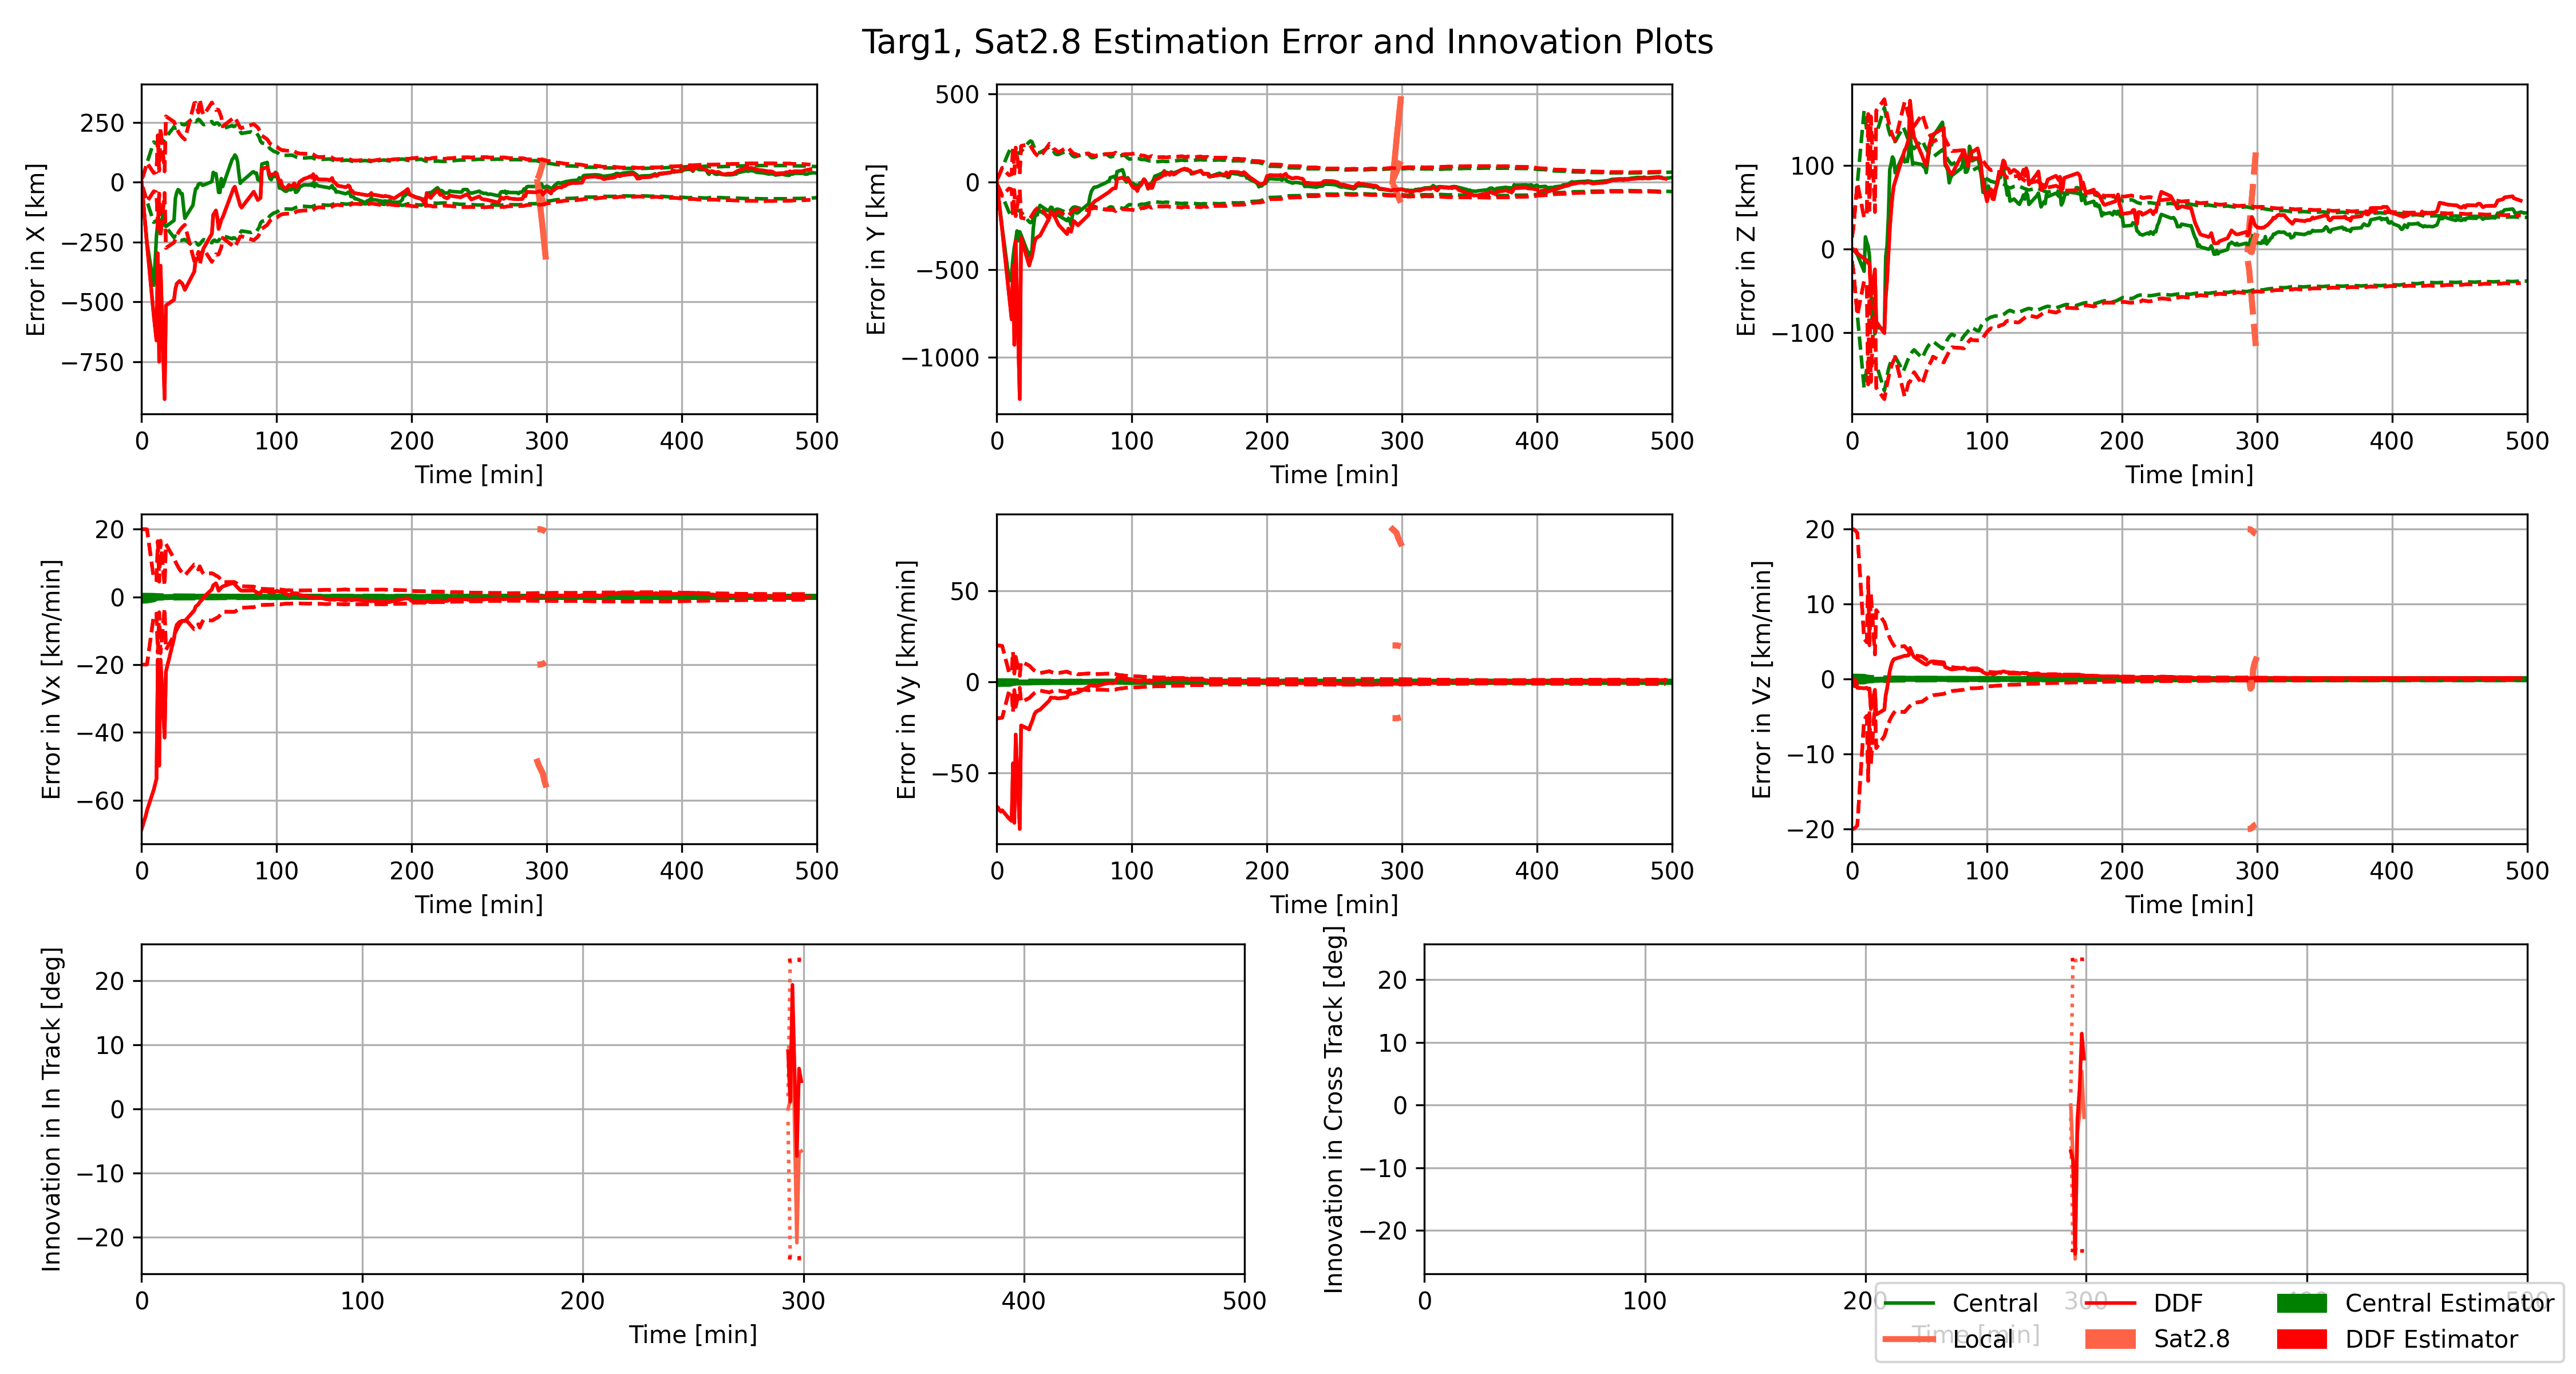 Targ1, Sat2.8 Estimation Error and Innovation Plots
Error in X [km]
250
0
−250
−500
−750
0 100 200 300 400 500
Time [min]
Error in Y [km]
500
0
−500
−1000
0 100 200 300 400 500
Time [min]
Error in Z [km]
100
0
−100
0 100 200 300 400 500
Time [min]
Error in Vx [km/min]
20
0
−20
−40
−60
0 100 200 300 400 500
Time [min]
Error in Vy [km/min]
50
0
−50
0 100 200 300 400 500
Time [min]
Error in Vz [km/min]
20
10
0
−10
−20
0 100 200 300 400 500
Time [min]
Innovation in In Track [deg]
20
10
0
−10
−20
0 100 200 300 400 500
Time [min]
Innovation in Cross Track [deg]
20
10
0
−10
−20
0 100 200 300 400 500
Time [min]
Central DDF Central Estimator
Local Sat2.8 DDF Estimator